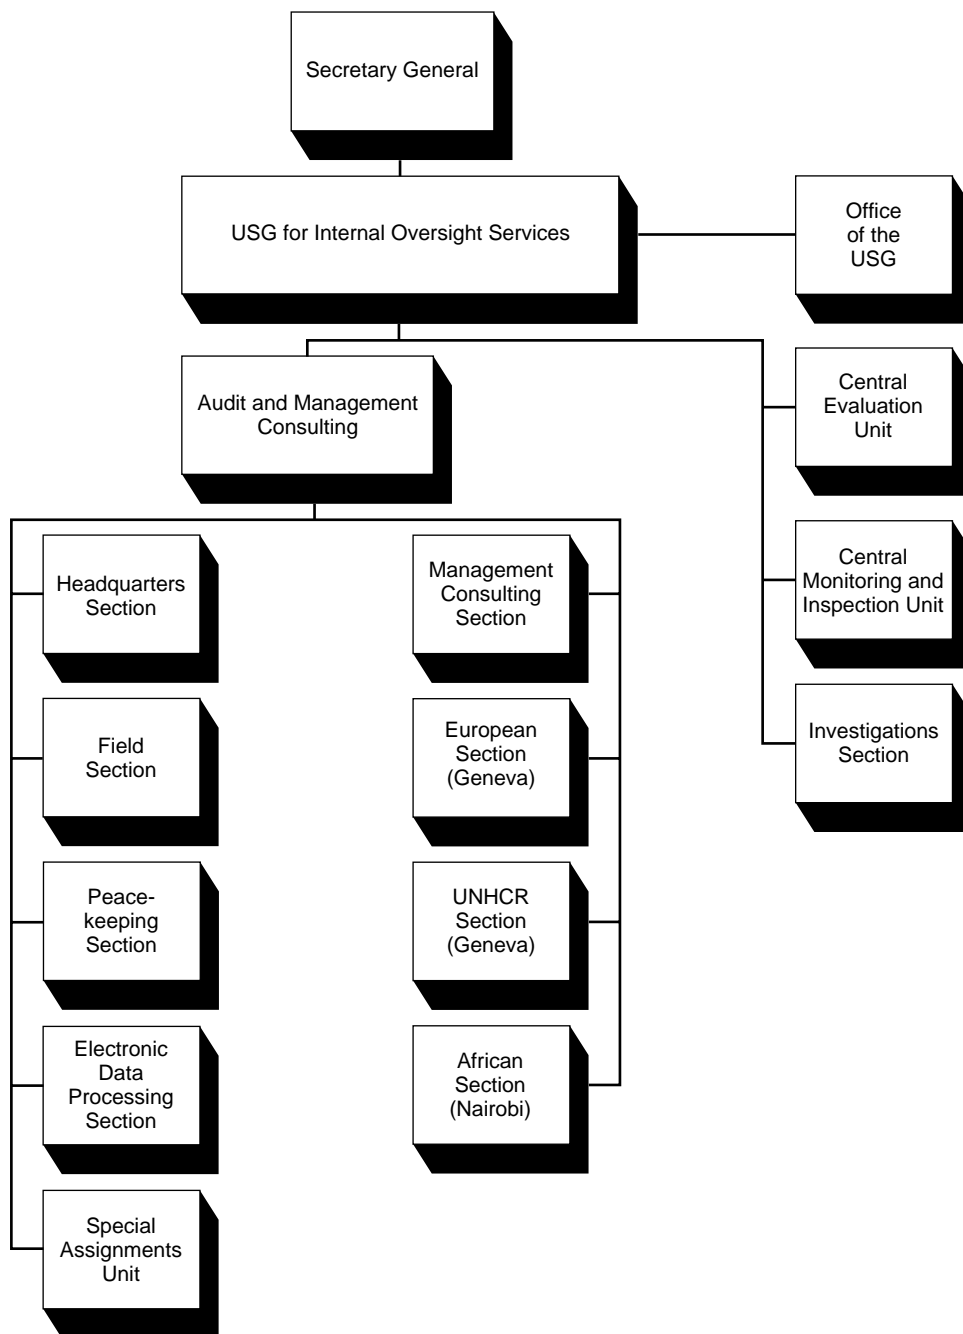 Secretary General
USG for Internal Oversight Services
Office
of the
USG
Audit and Management
Consulting
Central
Evaluation
Unit
Central
Monitoring and
Inspection Unit
Investigations
Section
Headquarters
Section
Field
Section
Peace-
keeping
Section
Electronic
Data
Processing
Section
Special
Assignments
Unit
Management
Consulting
Section
European
Section
(Geneva)
UNHCR
Section
(Geneva)
African
Section
(Nairobi)